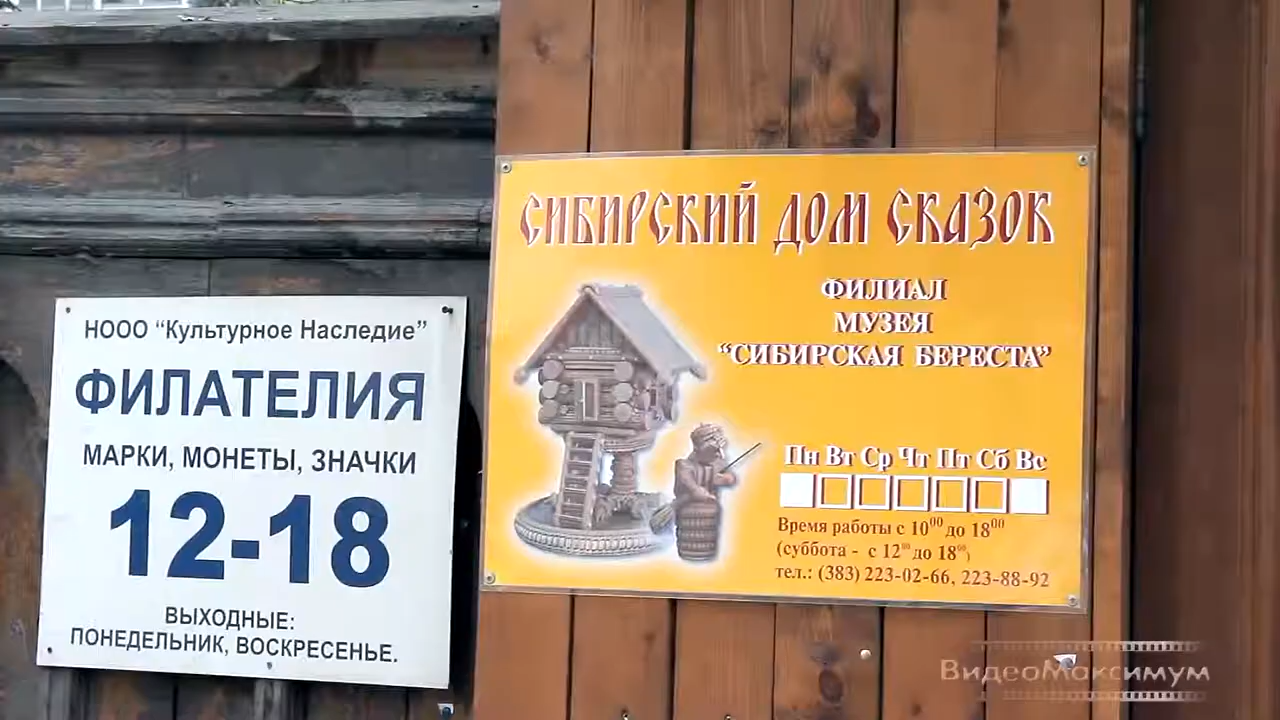 НООО “Культурное Наследие”
ФИЛАТЕЛИЯ
МАРКИ, МОНЕТЫ, ЗНАЧКИ
12-18
ВЫХОДНЫЕ:
ПОНЕДЕЛЬНИК, ВОСКРЕСЕНЬЕ.
СИБИРСКИЙ ДОМ СКАЗОК
ФИЛИАЛ
МУЗЕЯ
“СИБИРСКАЯ БЕРЕСТА”
Пн Вт Ср Чт Пт Сб Вс
Время работы с 10⁰⁰ до 18⁰⁰
(суббота - с 12⁰⁰ до 18⁰⁰)
тел.: (383) 223-02-66, 223-88-92
ВидеоМаксимум